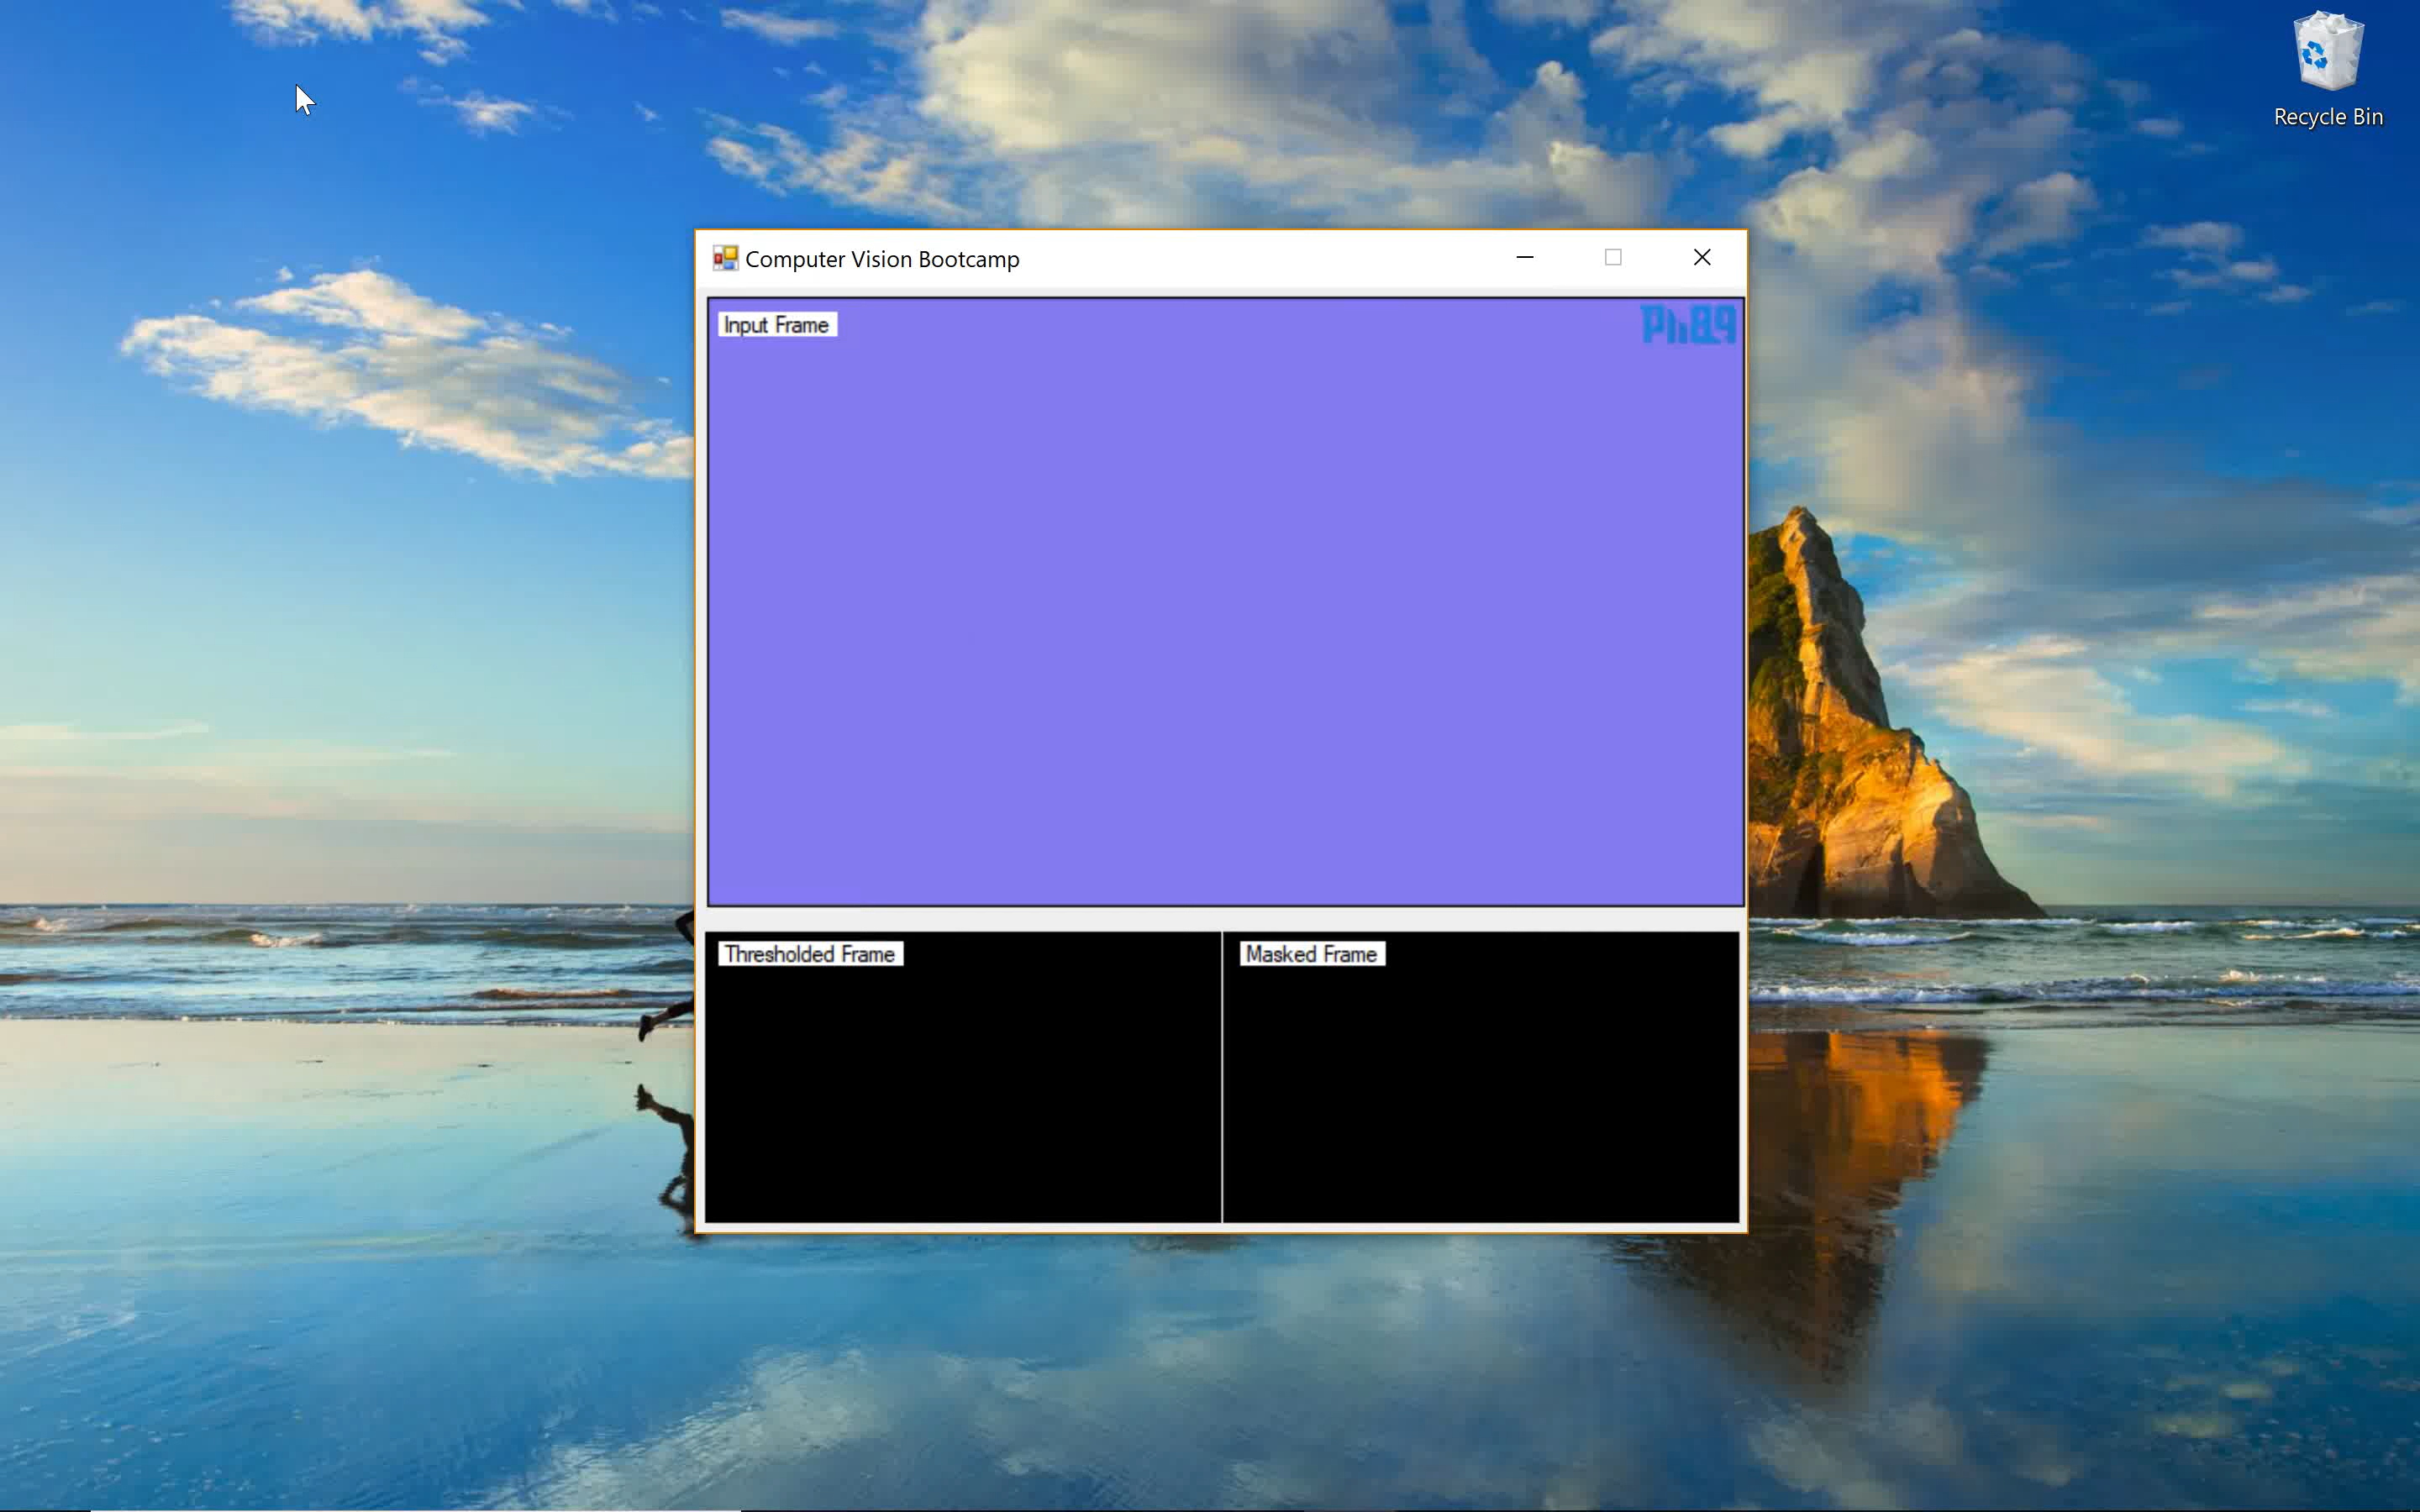 Recycle Bin
Computer Vision Bootcamp
Input Frame
Thresholded Frame
Masked Frame